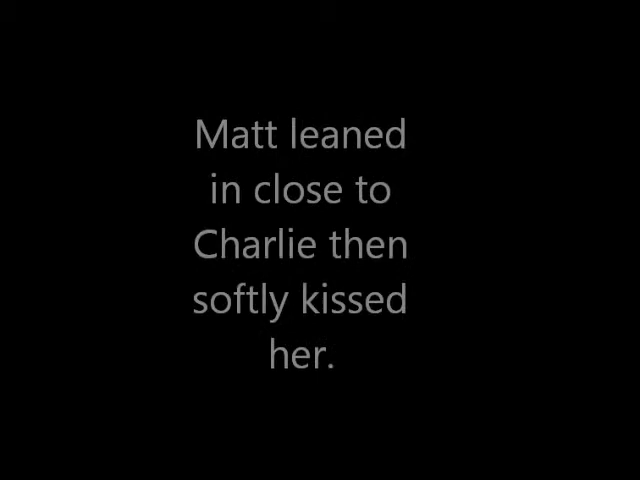 Matt leaned
in close to
Charlie then
softly kissed
her.